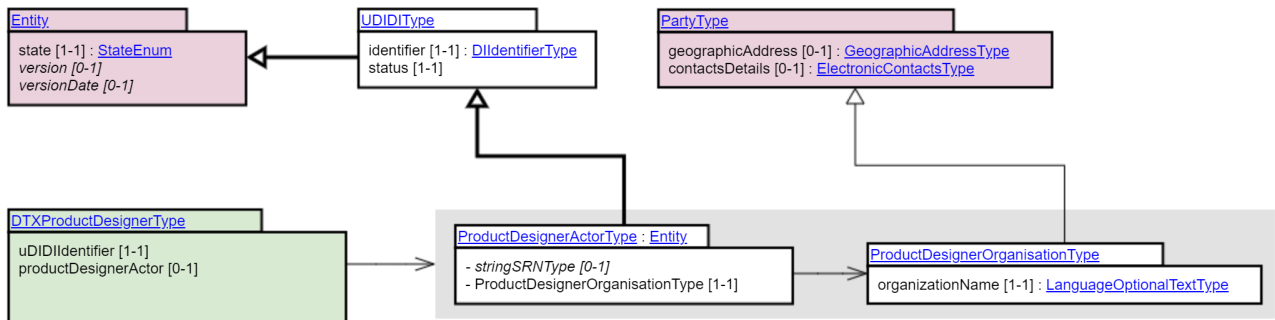 Entity
state [1-1] : StateEnum
version [0-1]
versionDate [0-1]
UDIDIType
identifier [1-1] : DIIdentifierType
status [1-1]
PartyType
geographicAddress [0-1] : GeographicAddressType
contactsDetails [0-1] : ElectronicContactsType
DTXProductDesignerType
uDIDIIdentifier [1-1]
productDesignerActor [0-1]
ProductDesignerActorType : Entity
- stringSRNType [0-1]
- ProductDesignerOrganisationType [1-1]
ProductDesignerOrganisationType
organizationName [1-1] : LanguageOptionalTextType